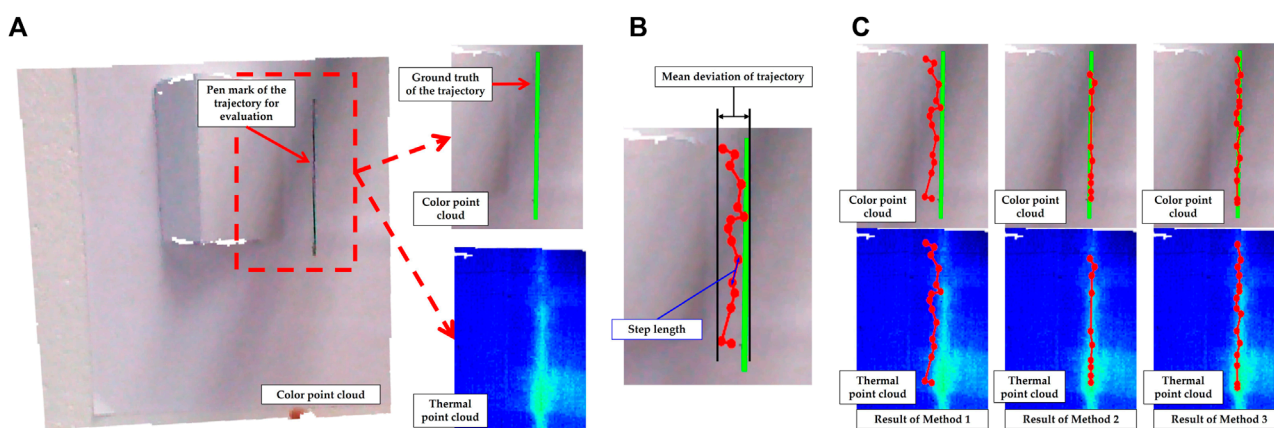 A
Pen mark of the
trajectory for
evaluation
Color point cloud
Ground truth
of the trajectory
Color point
cloud
Thermal
point cloud
B
Mean deviation of trajectory
Step length
C
Color point
cloud
Color point
cloud
Color point
cloud
Thermal
point cloud
Thermal
point cloud
Thermal
point cloud
Result of Method 1
Result of Method 2
Result of Method 3